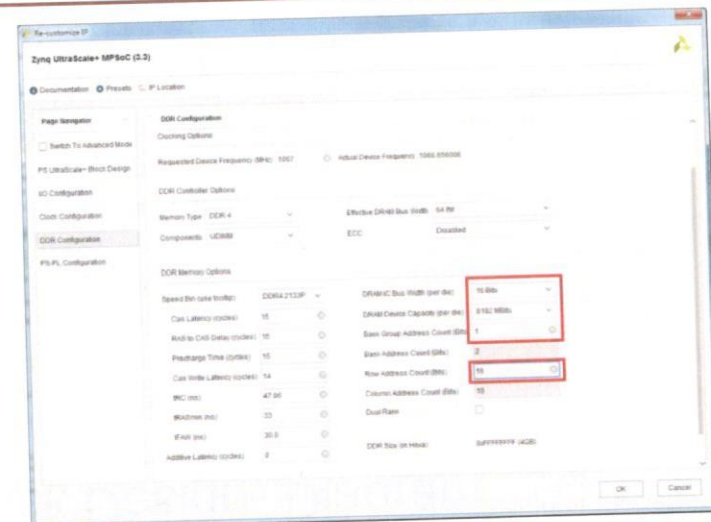 Re-customize IP
Zynq UltraScale+ MPSoC (3.3)
Documentation Presets IP Location
Page Navigator
Switch To Advanced Mode
PS UltraScale+ Block Design
I/O Configuration
Clock Configuration
DDR Configuration
PS-PL Configuration
DDR Configuration
Clocking Options
Requested Device Frequency (MHz) 1067 Actual Device Frequency
DDR Controller Options
Memory Type DDR 4 Effective DRAM Bus Width 64 Bit
Components UDIMM ECC Disabled
DDR Memory Options
Speed Bin (use tooltip) DDR4 2133P DRAM IC Bus Width (per die) 16 Bits
Cas Latency (cycles) 15 DRAM Device Capacity (per die) 8192 MBits
RAS to CAS Delay (cycles) 15 Bank Group Address Count (Bits) 1
Precharge Time (cycles) 15 Bank Address Count (Bits) 2
Cas Write Latency (cycles) 14 Row Address Count (Bits) 16
tRC (ns) 47.06 Column Address Count (Bits) 10
tRASmin (ns) 33 Dual Rank
tFAW (ns) 30.0 DDR Size (in Hexa) 0xFFFFFFFF (4GB)
Additive Latency (cycles) 0
OK Cancel